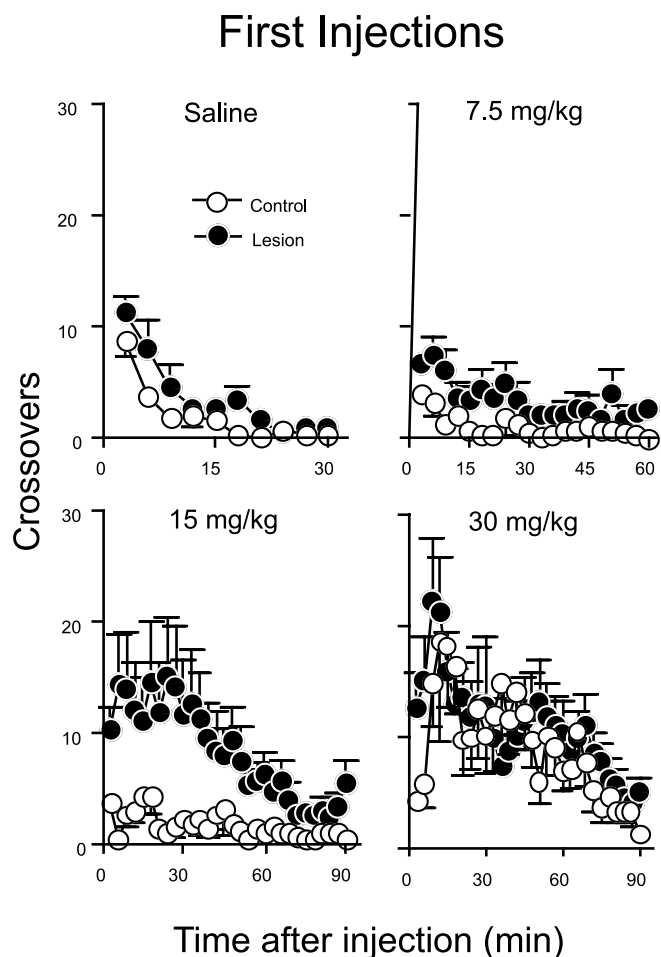 First Injections
Saline
7.5 mg/kg
Control
Lesion
30
20
10
0
0 15 30
0 15 30 45 60
Crossovers
15 mg/kg
30 mg/kg
30
20
10
0
0 30 60 90
0 30 60 90
Time after injection (min)